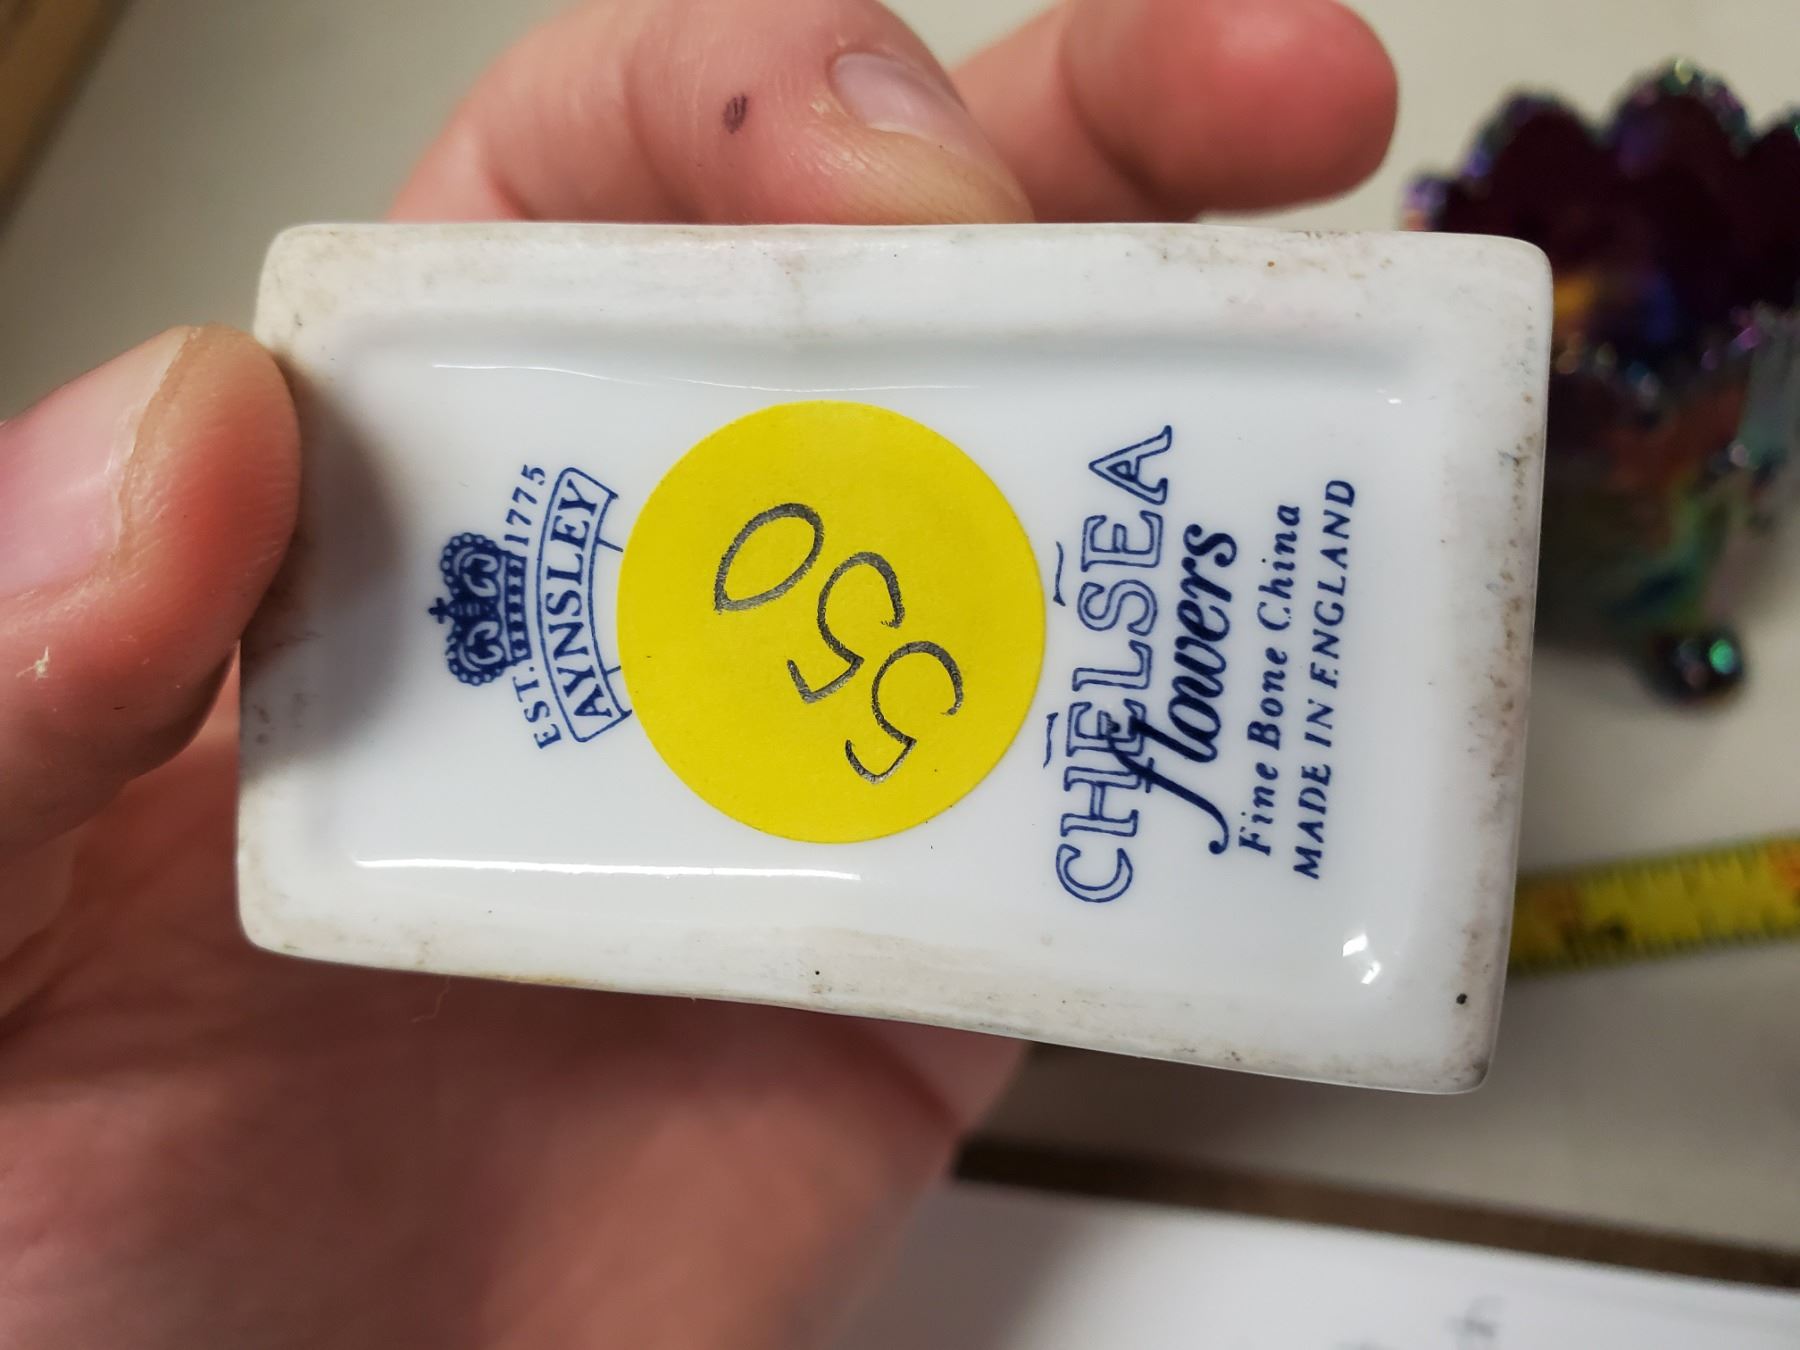 EST. 1775
AYNSLEY
550
CHELSEA
flowers
Fine Bone China
MADE IN ENGLAND